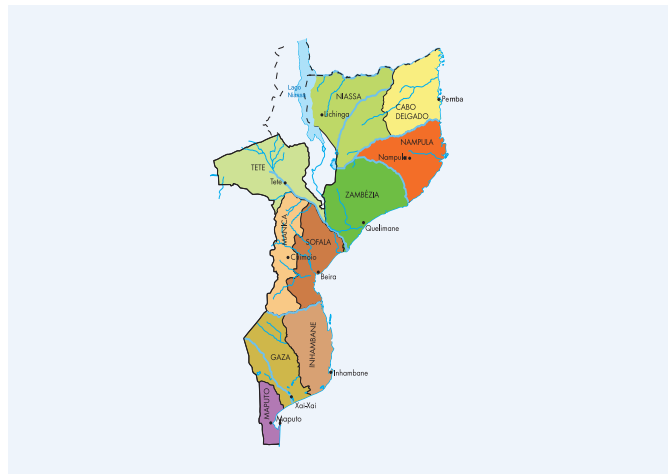 Lago
Niassa
NIASSA
Lichinga
CABO
DELGADO
Pemba
NAMPULA
Nampula
TETE
Tete
ZAMBÉZIA
Quelimane
MANICA
SOFALA
Chimoio
Beira
INHAMBANE
GAZA
Inhambane
Xai-Xai
MAPUTO
Maputo